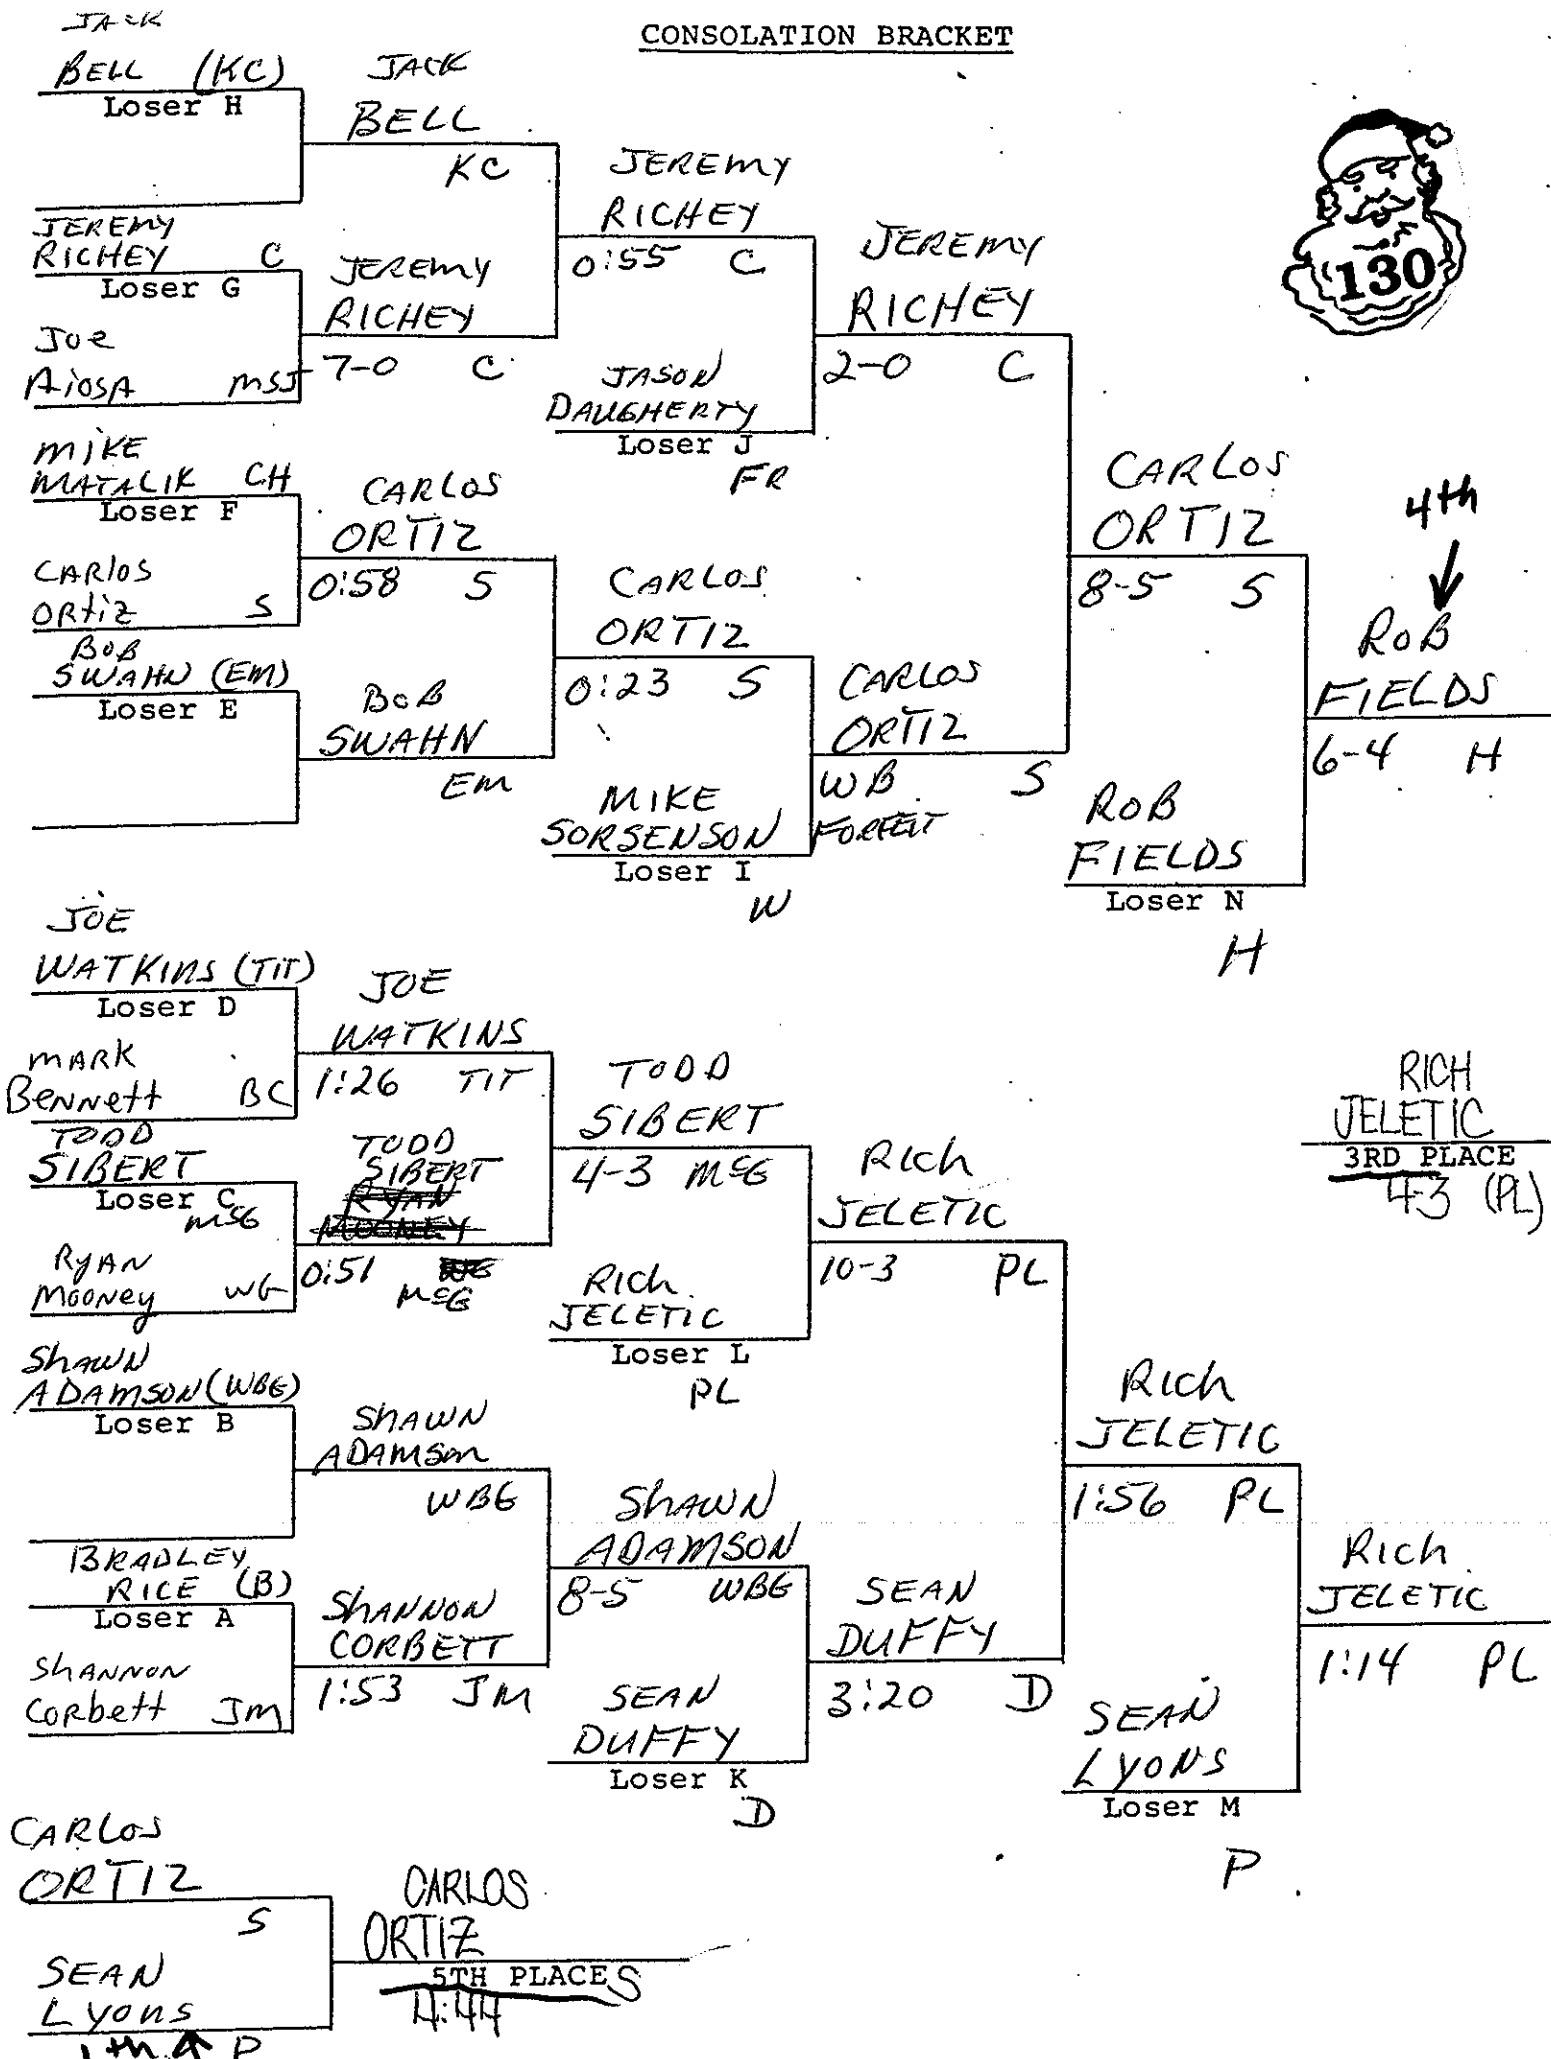 CONSOLATION BRACKET
130
JACK
BELL (KC)
Loser H
JACK
BELL
KC
JEREMY
RICHEY C
Loser G
Joe
Aiosa MSJ
JEREMY
RICHEY
7-0 C
JEREMY
RICHEY
0:55 C
JASON
DAUGHERTY
Loser J
FR
JEREMY
RICHEY
2-0 C
MIKE
MATALIK CH
Loser F
CARlOS
ORtiz S
CARLOS
ORTIZ
0:58 S
BOB
SWAHN (EM)
Loser E
BOB
SWAHN
EM
CARLOS
ORTIZ
0:23 S
MIKE
SORSENSON
Loser I
W
CARLOS
ORTIZ
WB S
FORFEIT
CARLOS
ORTIZ
8-5 S
ROB
FIELDS
Loser N
H
4th
ROB
FIELDS
6-4 H
JOE
WATKINS (TIT)
Loser D
MARK
Bennett BC
JOE
WATKINS
1:26 TIT
TODD
SIBERT
Loser C
McG
RYAN
Mooney WG
TODD
SIBERT
RYAN
MOONEY
0:51 WG
McG
TODD
SIBERT
4-3 McG
Rich
JELETIC
Loser L
PL
Rich
JELETIC
10-3 PL
RICH
JELETIC
3RD PLACE
4-3 (PL)
Shawn
ADAMSON (WBG)
Loser B
SHAWN
ADAMSON
WBG
BRADLEY
RICE (B)
Loser A
SHANNON
Corbett JM
SHANNON
CORBETT
1:53 JM
SHAWN
ADAMSON
8-5 WBG
SEAN
DUFFY
Loser K
D
SEAN
DUFFY
3:20 D
Rich
JELETIC
1:56 PL
SEAN
LYONS
Loser M
P
Rich
JELETIC
1:14 PL
CARLOS
ORTIZ
S
SEAN
Lyons
P
CARLOS
ORTIZ
5TH PLACE S
4:44